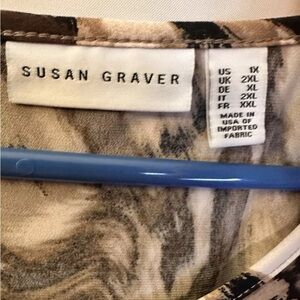 SUSAN GRAVER
US 1X
UK 2XL
DE XL
IT 2XL
FR XXL
MADE IN
USA OF
IMPORTED
FABRIC